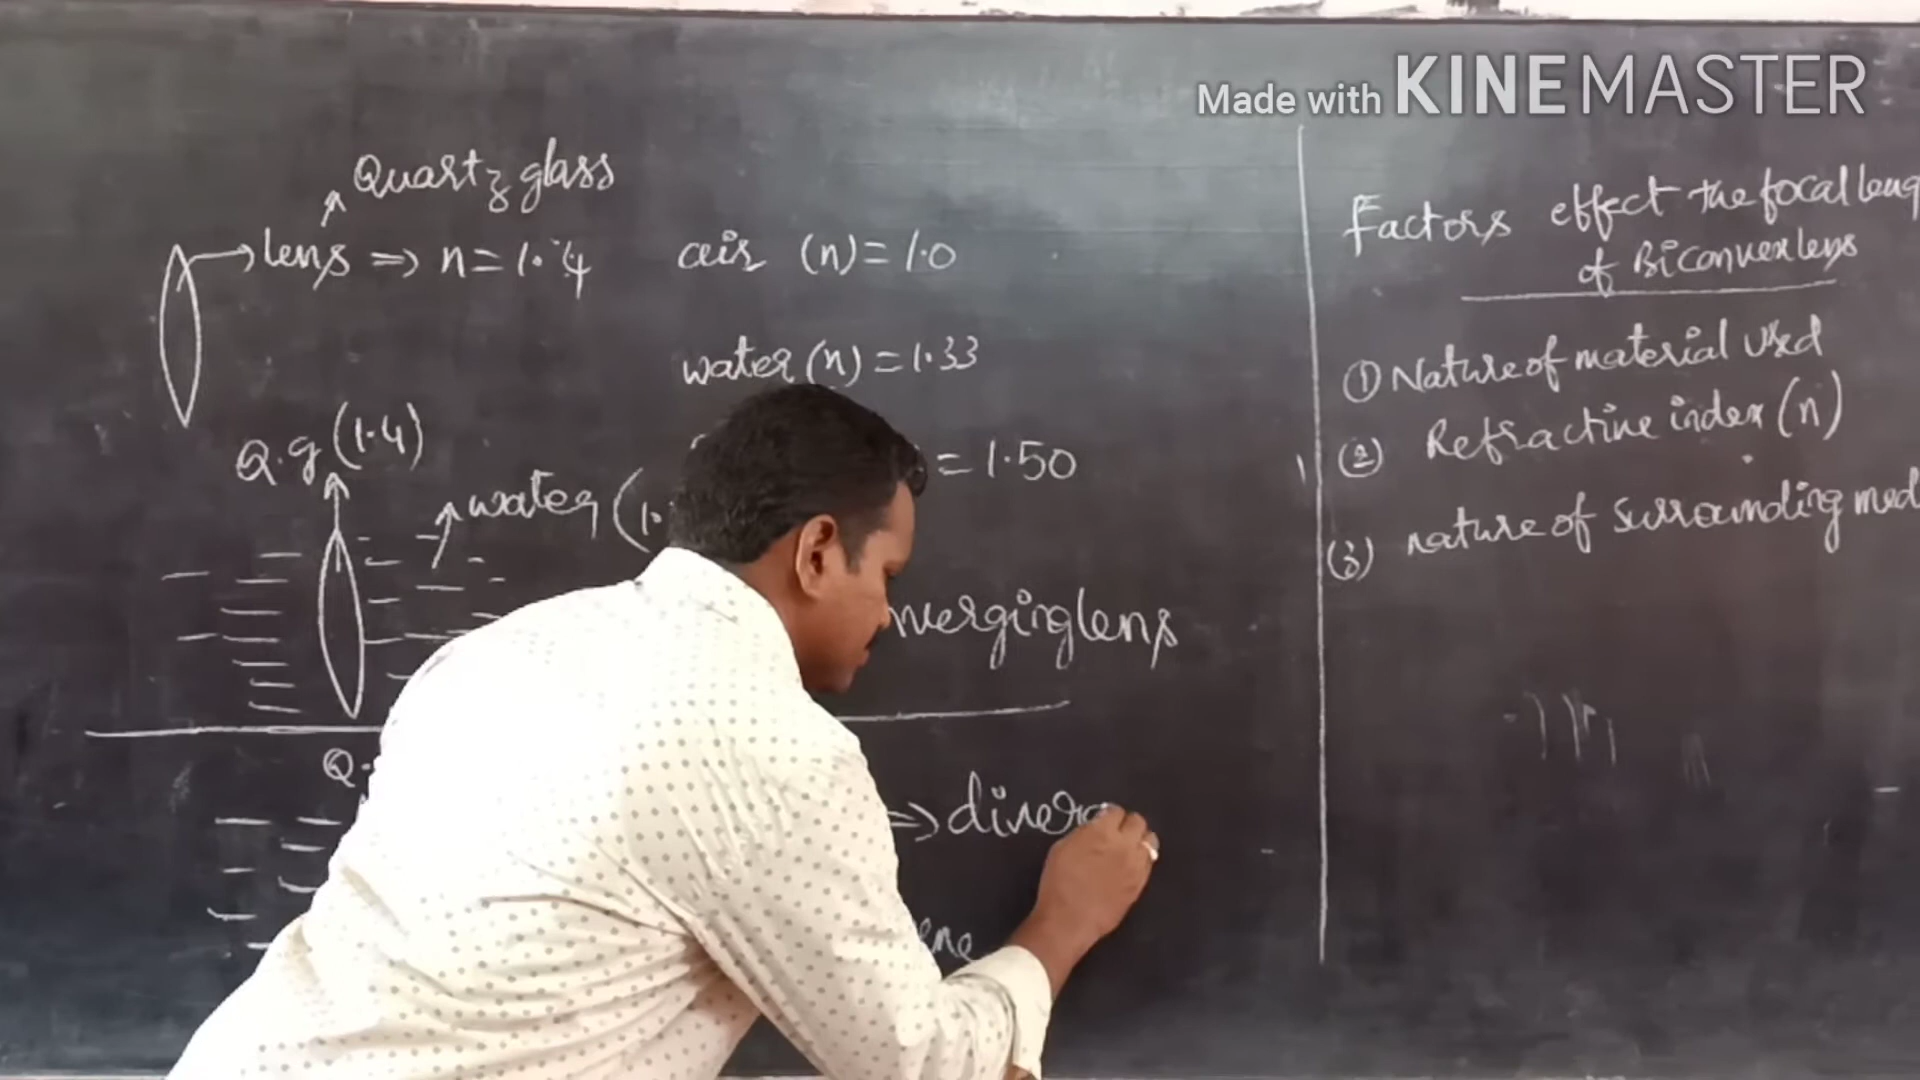 Made with KINEMASTER
Quartz glass
lens => n = 1.4
air (n) = 1.0
water (n) = 1.33
= 1.50
Q.g (1.4)
water (1.
nverging lens
Q.
=> diverg
ene
Factors effect the focal leng
of Biconvex lens
① Nature of material used
(2) Refractive index (n)
(3) nature of surrounding med